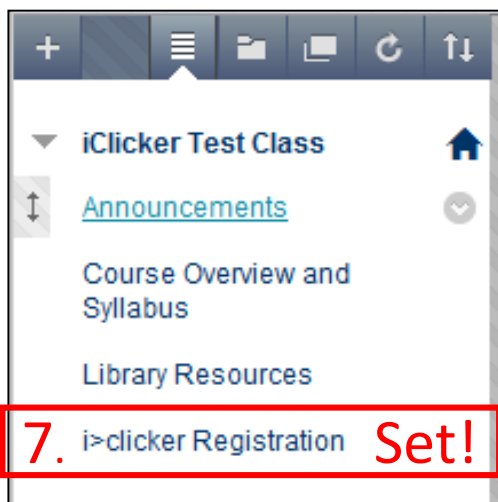 iClicker Test Class
Announcements
Course Overview and
Syllabus
Library Resources
7. i>clicker Registration Set!